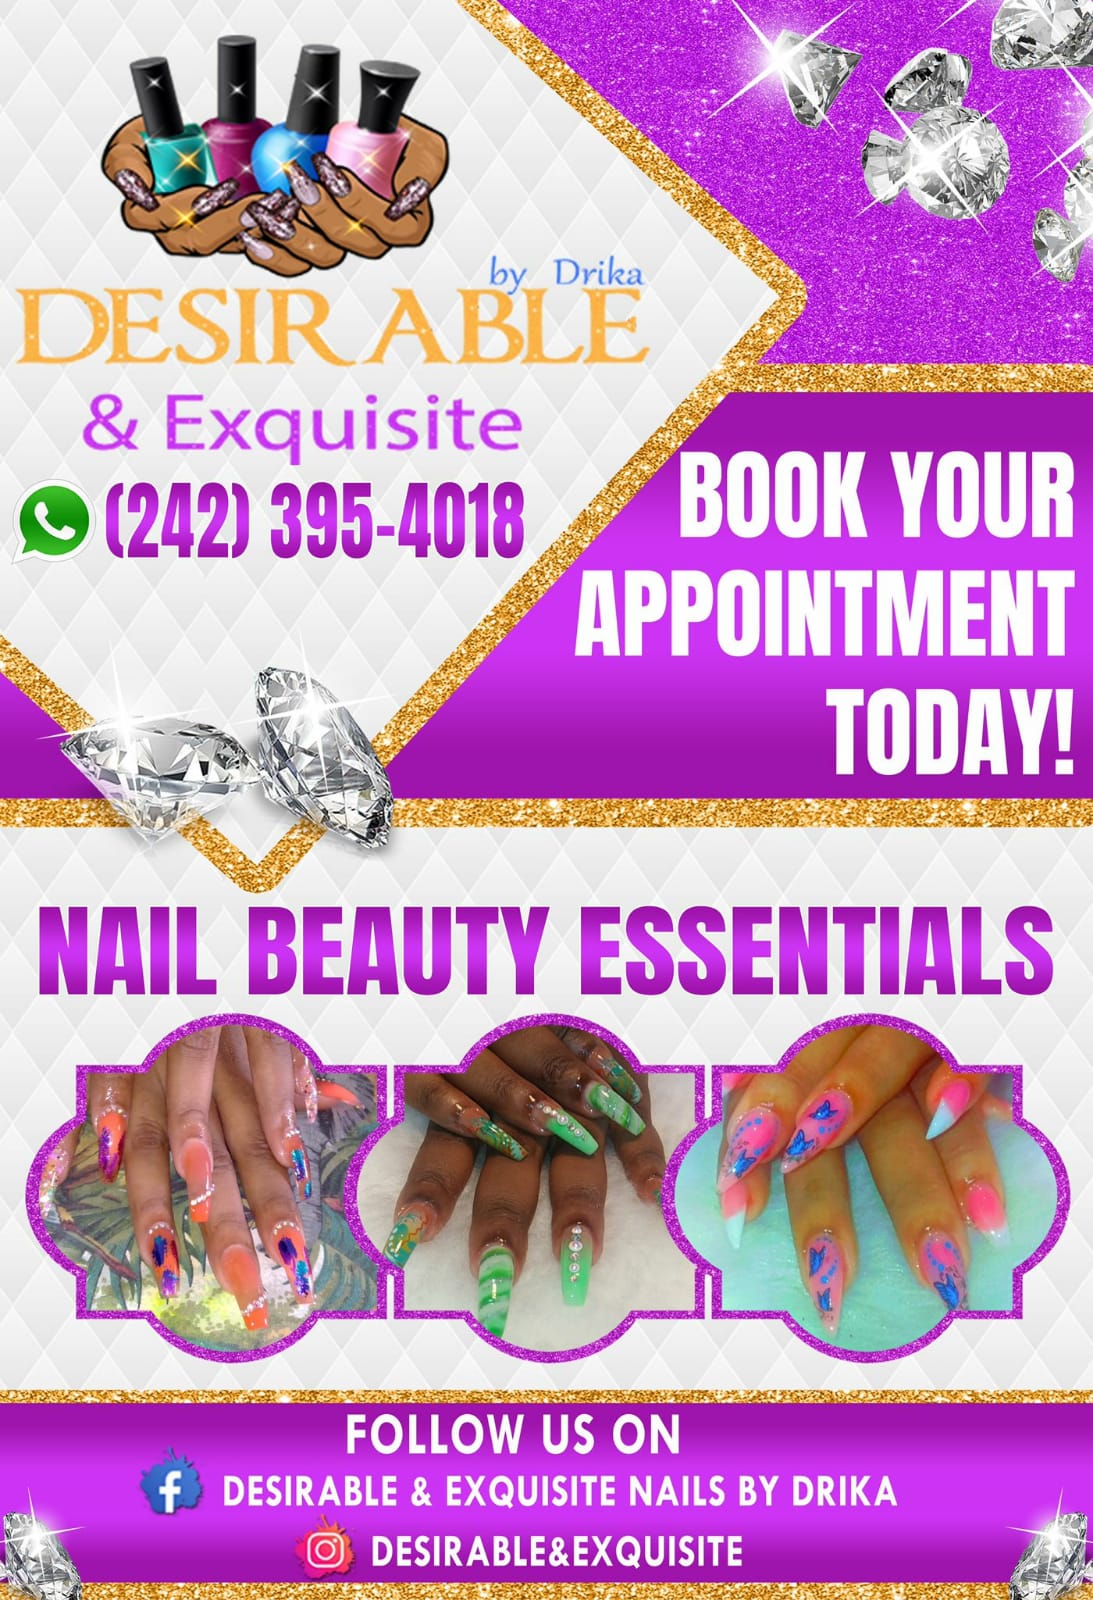 by Drika
DESIRABLE
& Exquisite
(242) 395-4018
BOOK YOUR
APPOINTMENT
TODAY!
NAIL BEAUTY ESSENTIALS
FOLLOW US ON
DESIRABLE & EXQUISITE NAILS BY DRIKA
DESIRABLE&EXQUISITE